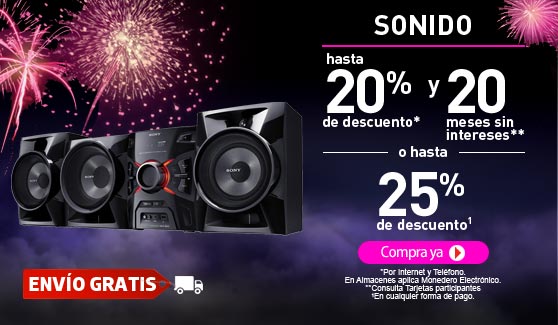 SONIDO
hasta
20% y 20
de descuento* meses sin
intereses**
o hasta
25%
de descuento¹
Compra ya
*Por Internet y Teléfono.
En Almacenes aplica Monedero Electrónico.
**Consulta Tarjetas participantes
¹En cualquier forma de pago.
ENVÍO GRATIS
SONY
SONY
SONY